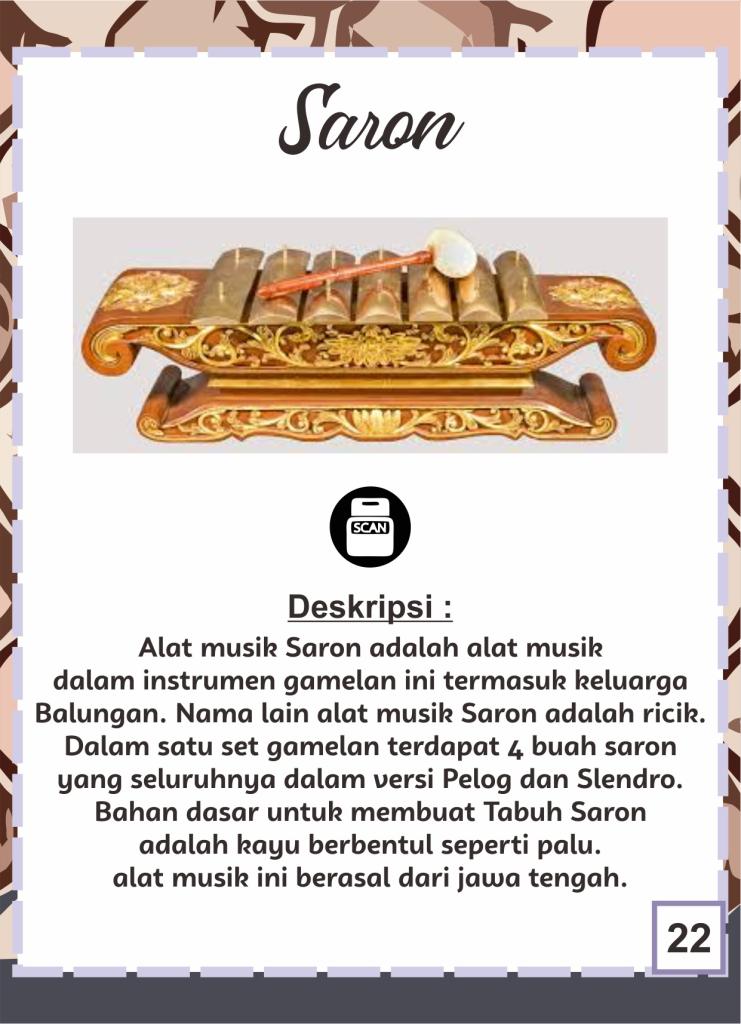 Saron
SCAN
Deskripsi :
Alat musik Saron adalah alat musik
dalam instrumen gamelan ini termasuk keluarga
Balungan. Nama lain alat musik Saron adalah ricik.
Dalam satu set gamelan terdapat 4 buah saron
yang seluruhnya dalam versi Pelog dan Slendro.
Bahan dasar untuk membuat Tabuh Saron
adalah kayu berbentul seperti palu.
alat musik ini berasal dari jawa tengah.
22